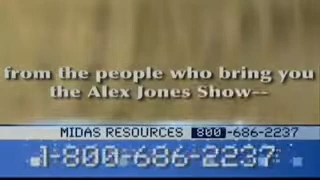 from the people who bring you
the Alex Jones Show--
MIDAS RESOURCES 800-686-2237
1-800-686-2237